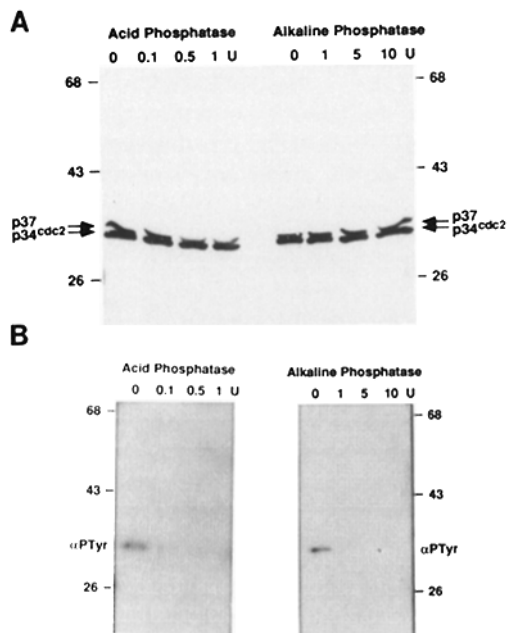 A
Acid Phosphatase Alkaline Phosphatase
0 0.1 0.5 1 U 0 1 5 10 U
68 – – 68
43 – – 43
p37 p37
p34cdc2 p34cdc2
26 – – 26
B
Acid Phosphatase Alkaline Phosphatase
0 0.1 0.5 1 U 0 1 5 10 U
68 – – 68
43 – – 43
αPTyr αPTyr
26 – – 26